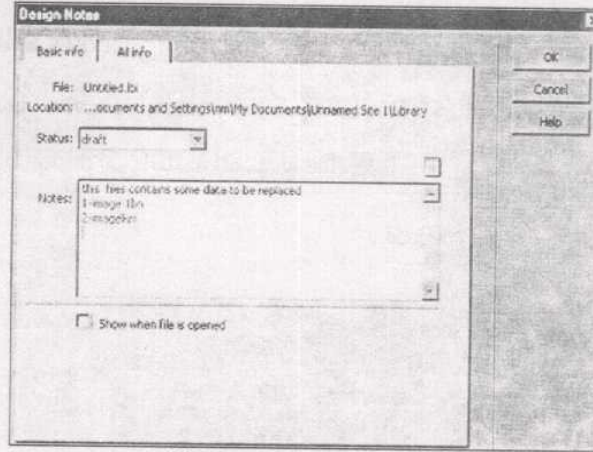 Design Notes
Basic info
All info
OK
Cancel
Help
File: Untitled.lbi
Location: ...ocuments and Settings\nm\My Documents\Unnamed Site 1\Library
Status: draft
Notes: this files contains some data to be replaced
Show when file is opened